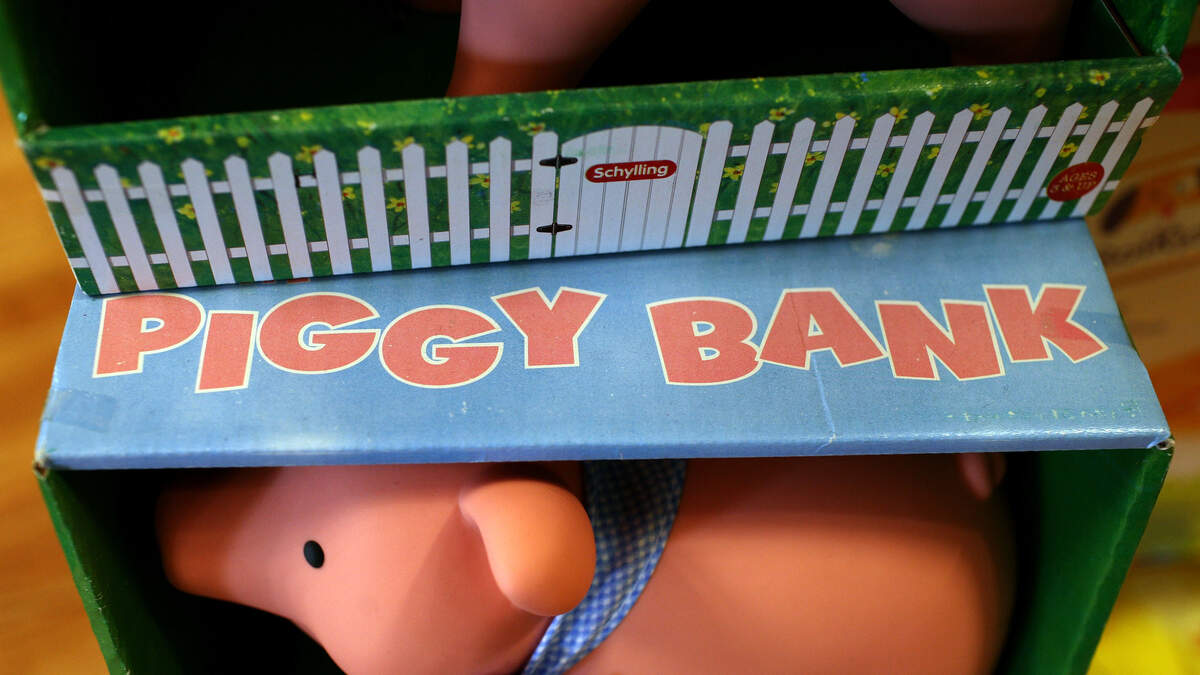 Schylling
AGES
3 & UP
PIGGY BANK